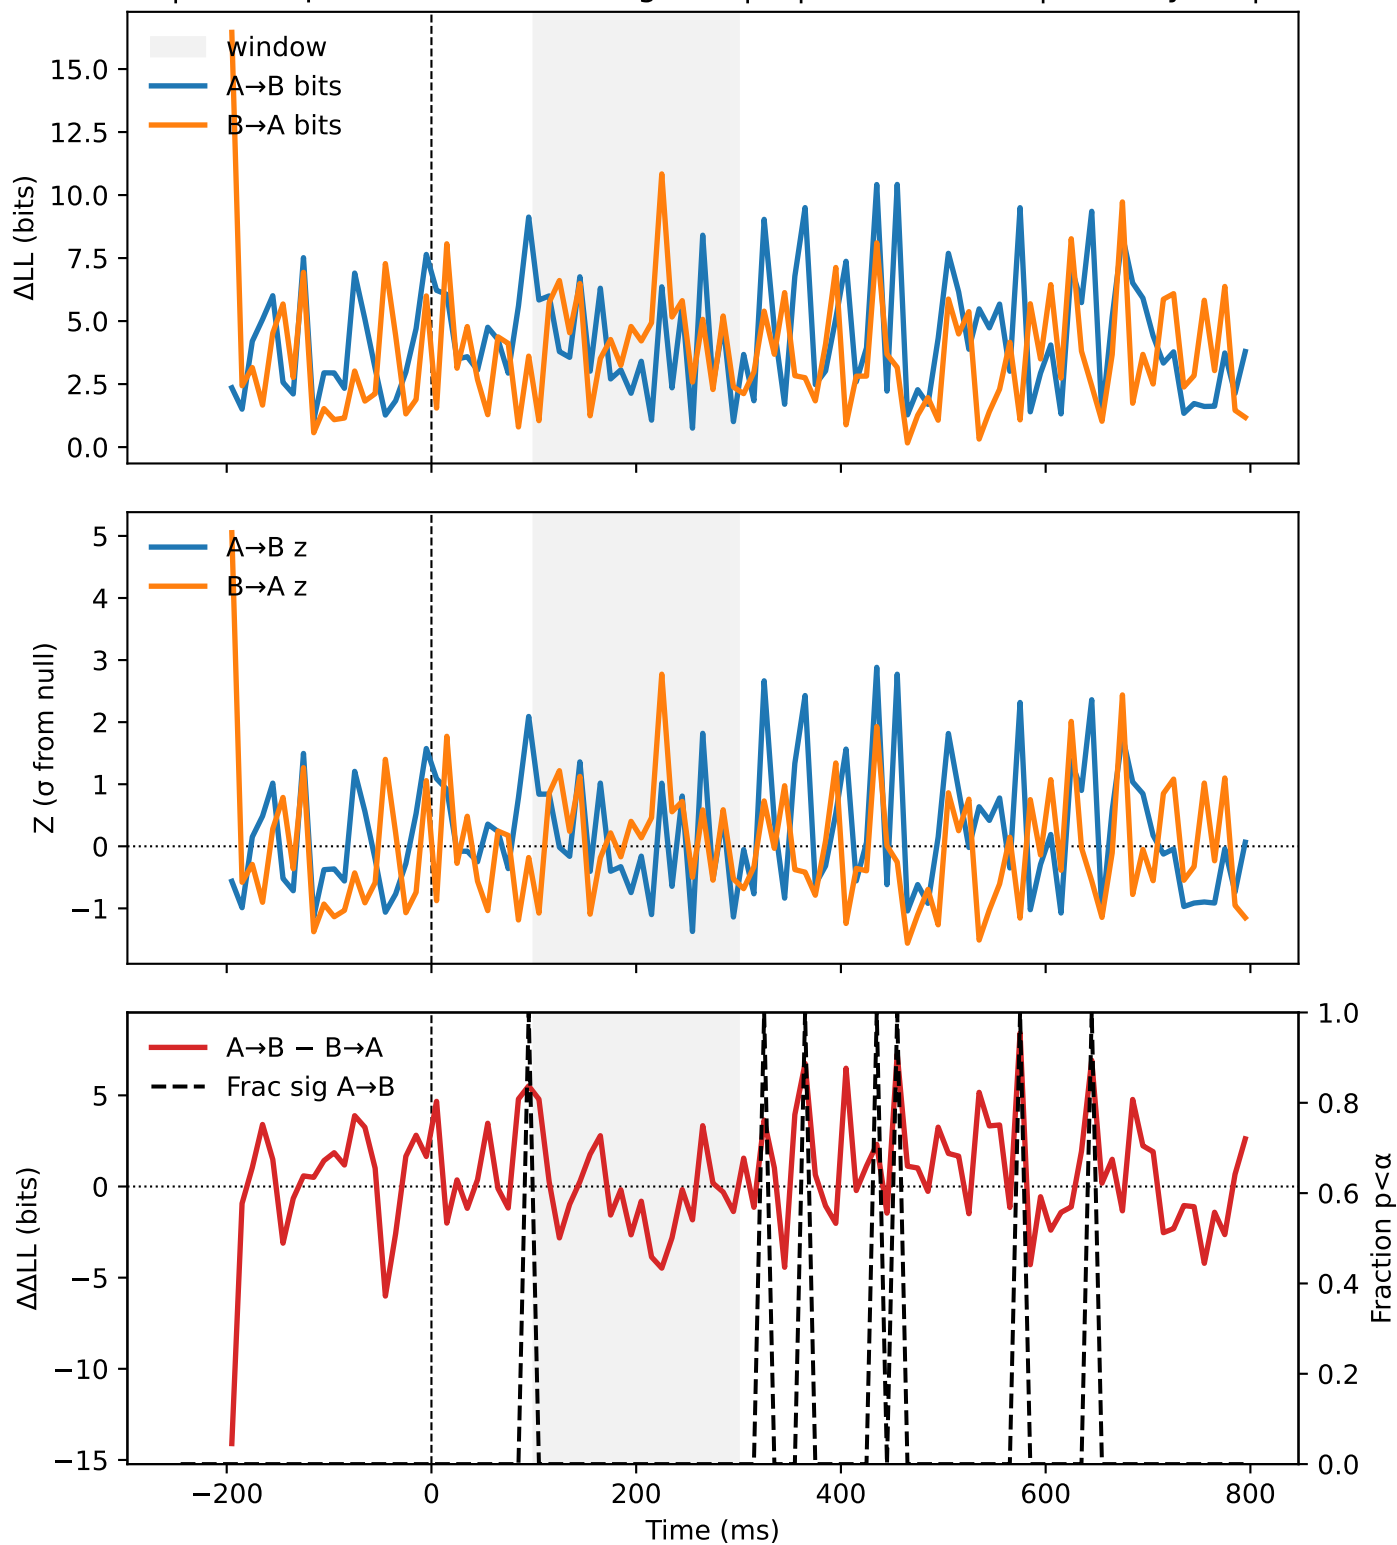 window
A→B bits
B→A bits
ΔLL (bits)
15.0
12.5
10.0
7.5
5.0
2.5
0.0
A→B z
B→A z
Z (σ from null)
5
4
3
2
1
0
−1
A→B − B→A
Frac sig A→B
ΔΔLL (bits)
5
0
−5
−10
−15
1.0
0.8
0.6
0.4
0.2
0.0
Fraction p<α
−200
0
200
400
600
800
Time (ms)